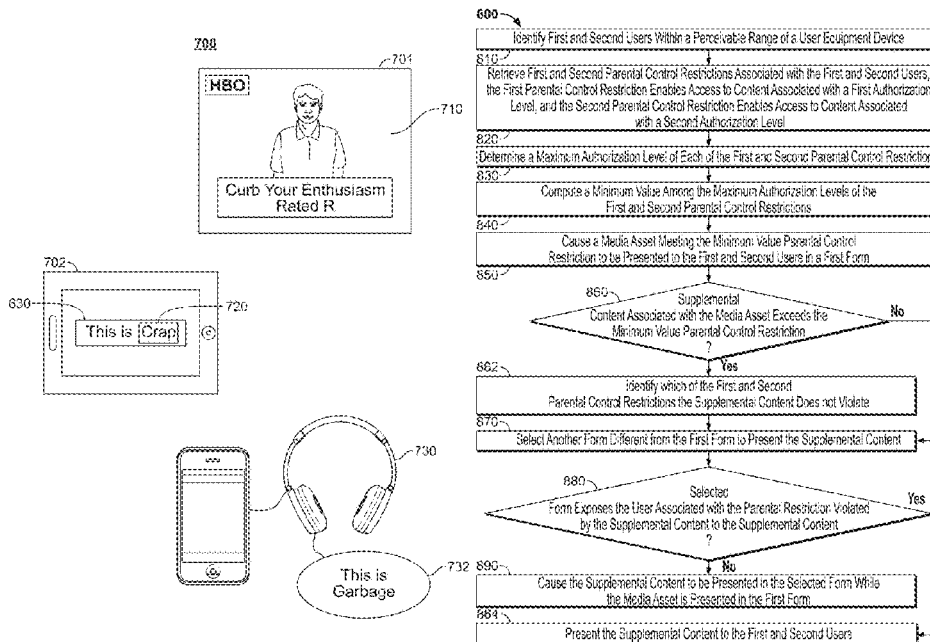 700
701
HBO
710
Curb Your Enthusiasm
Rated R
702
630
720
This is Crap
730
732
This is
Garbage
600
Identify First and Second Users Within a Perceivable Range of a User Equipment Device
610
Retrieve First and Second Parental Control Restrictions Associated with the First and Second Users,
the First Parental Control Restriction Enables Access to Content Associated with a First Authorization
Level, and the Second Parental Control Restriction Enables Access to Content Associated
with a Second Authorization Level
820
Determine a Maximum Authorization Level of Each of the First and Second Parental Control Restriction
830
Compute a Minimum Value Among the Maximum Authorization Levels of the
First and Second Parental Control Restrictions
840
Cause a Media Asset Meeting the Minimum Value Parental Control
Restriction to be Presented to the First and Second Users in a First Form
850
860
Supplemental
Content Associated with the Media Asset Exceeds the
Minimum Value Parental Control Restriction
?
No
Yes
862
Identify which of the First and Second
Parental Control Restrictions the Supplemental Content Does not Violate
870
Select Another Form Different from the First Form to Present the Supplemental Content
880
Selected
Form Exposes the User Associated with the Parental Restriction Violated
by the Supplemental Content to the Supplemental Content
?
Yes
No
890
Cause the Supplemental Content to be Presented in the Selected Form While
the Media Asset is Presented in the First Form
864
Present the Supplemental Content to the First and Second Users